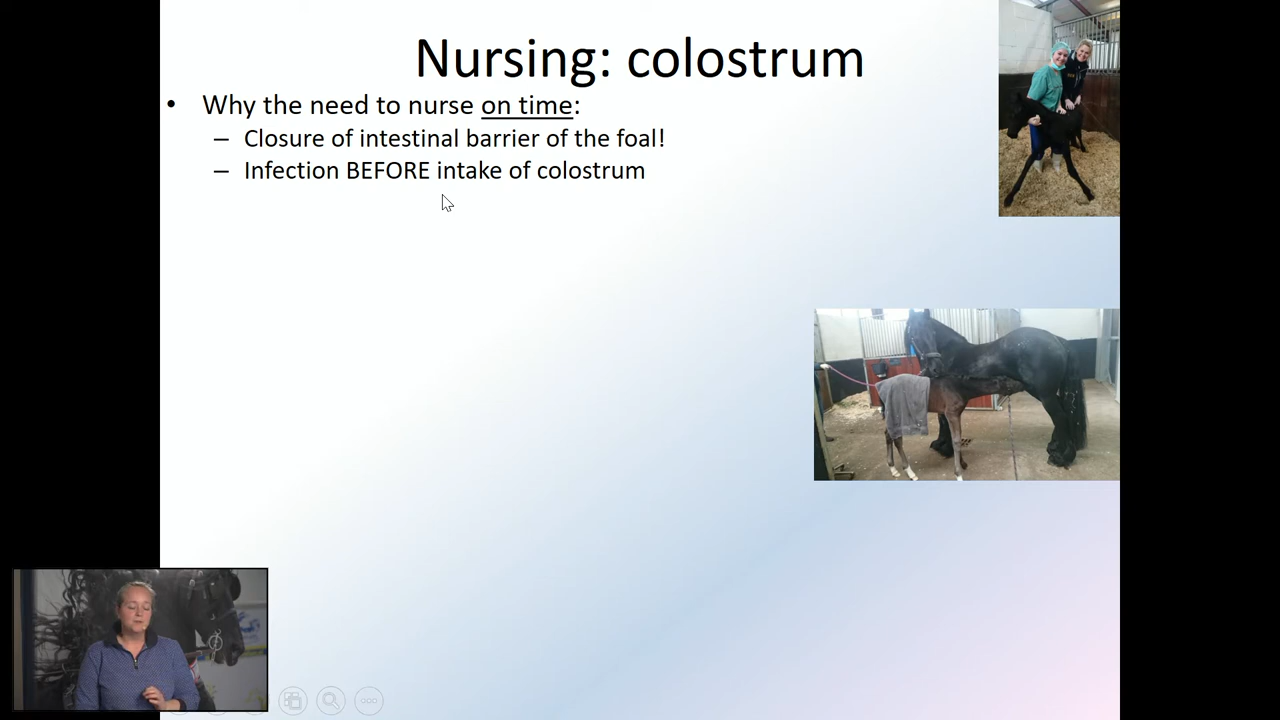 Nursing: colostrum
• Why the need to nurse on time:
– Closure of intestinal barrier of the foal!
– Infection BEFORE intake of colostrum